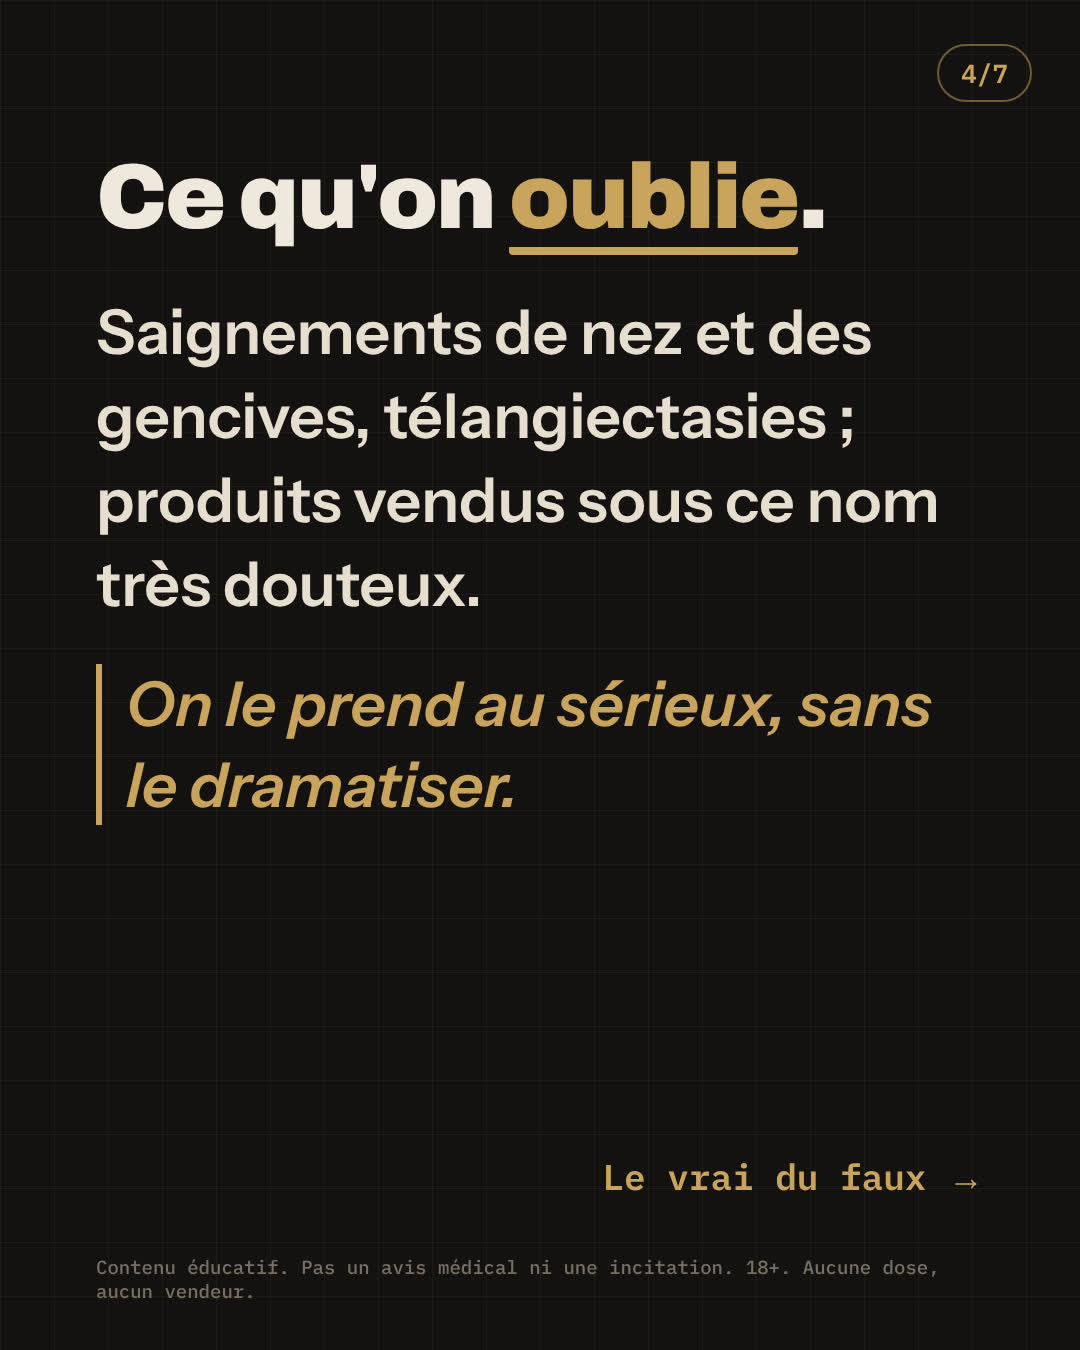 4/7
Ce qu'on oublie.
Saignements de nez et des
gencives, télangiectasies ;
produits vendus sous ce nom
très douteux.
On le prend au sérieux, sans
le dramatiser.
Le vrai du faux →
Contenu éducatif. Pas un avis médical ni une incitation. 18+. Aucune dose,
aucun vendeur.